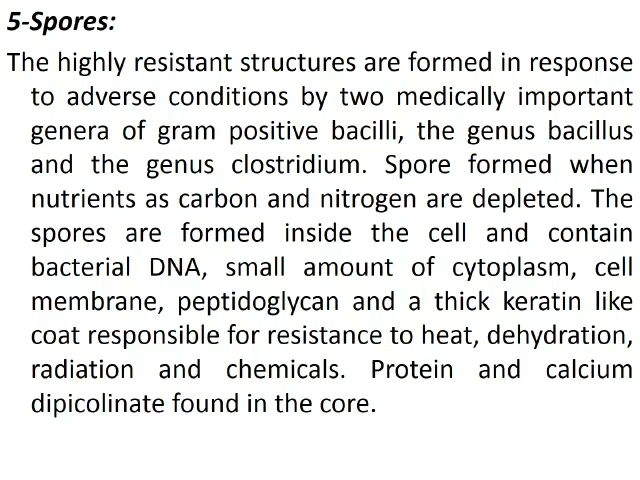 5-Spores:
The highly resistant structures are formed in response
to adverse conditions by two medically important
genera of gram positive bacilli, the genus bacillus
and the genus clostridium. Spore formed when
nutrients as carbon and nitrogen are depleted. The
spores are formed inside the cell and contain
bacterial DNA, small amount of cytoplasm, cell
membrane, peptidoglycan and a thick keratin like
coat responsible for resistance to heat, dehydration,
radiation and chemicals. Protein and calcium
dipicolinate found in the core.